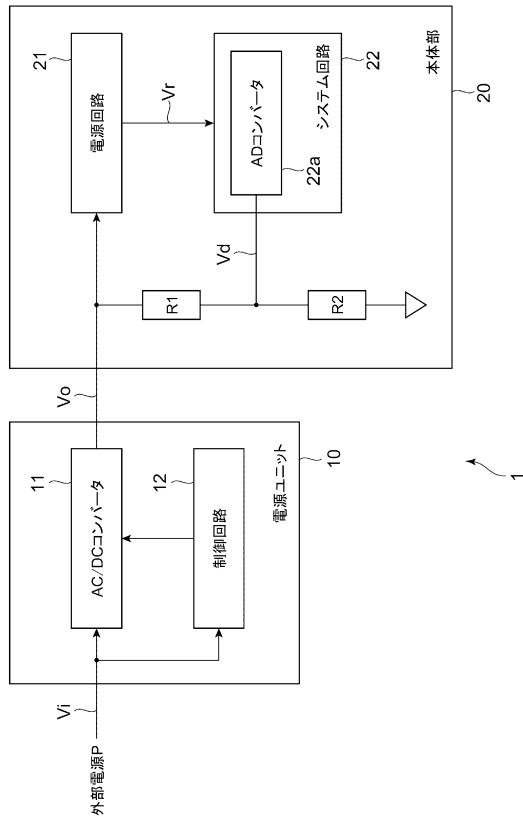 外部電源P
Vi
AC/DCコンバータ
11
制御回路
12
電源ユニット
10
Vo
電源回路
21
Vr
ADコンバータ
22a
システム回路
22
Vd
R1
R2
本体部
20
1